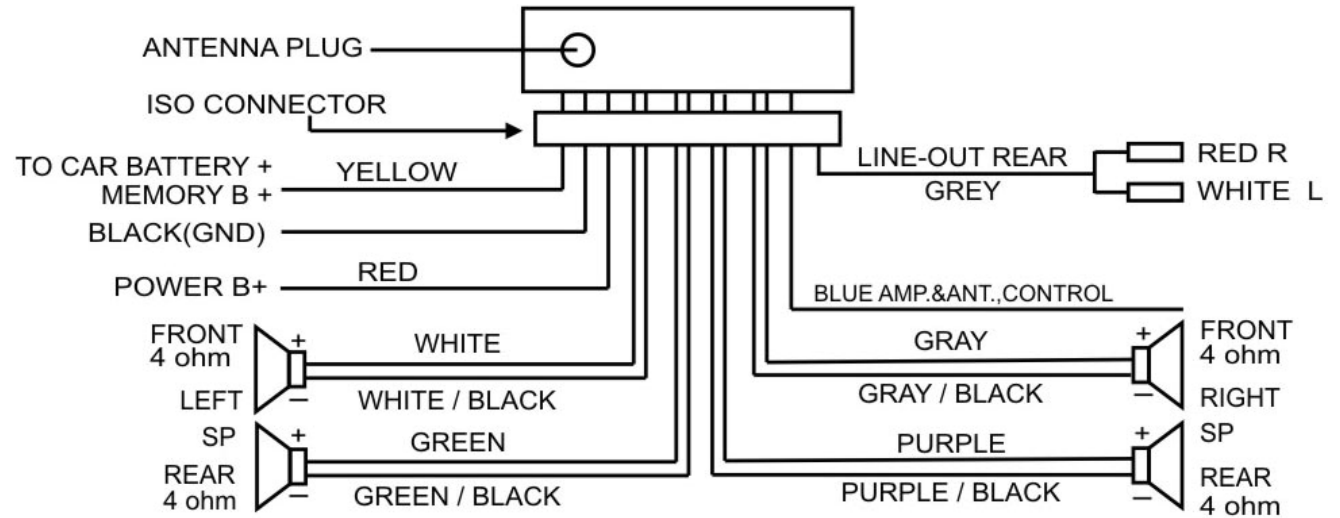 ANTENNA PLUG
ISO CONNECTOR
TO CAR BATTERY +
MEMORY B +
YELLOW
BLACK(GND)
POWER B+
RED
LINE-OUT REAR
GREY
RED R
WHITE L
BLUE AMP.&ANT.,CONTROL
FRONT
4 ohm
LEFT
+
–
WHITE
WHITE / BLACK
SP
REAR
4 ohm
+
–
GREEN
GREEN / BLACK
GRAY
GRAY / BLACK
+
–
FRONT
4 ohm
RIGHT
PURPLE
PURPLE / BLACK
+
–
SP
REAR
4 ohm